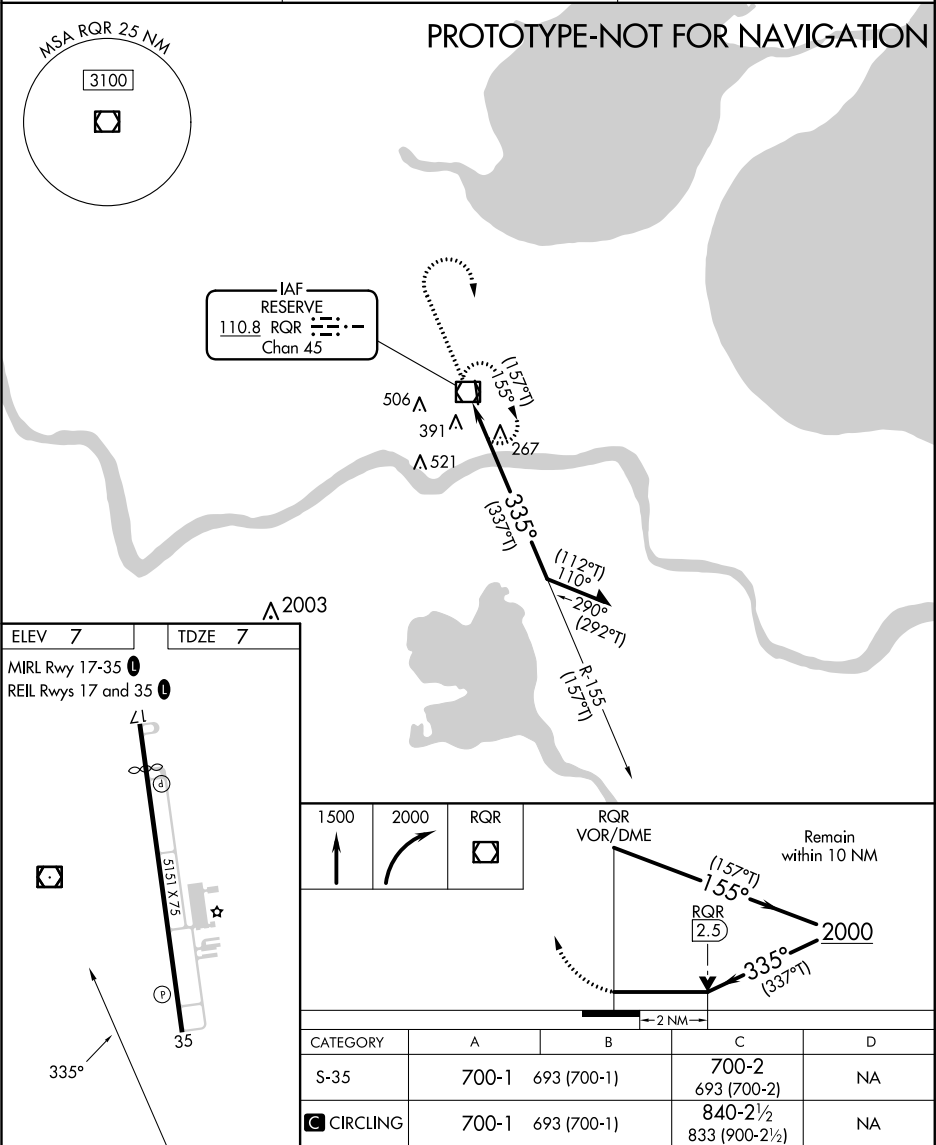 PROTOTYPE-NOT FOR NAVIGATION
MSA RQR 25 NM
3100
IAF
RESERVE
110.8 RQR
Chan 45
506
391
521
267
(157°T)
155°
335°
(337°T)
(112°T)
110°
290°
(292°T)
R-155
(157°T)
2003
ELEV 7
TDZE 7
MIRL Rwy 17-35 L
REIL Rwys 17 and 35 L
17
P
5151 X 75
P
35
335°
1500
2000
RQR
RQR
VOR/DME
Remain
within 10 NM
(157°T)
155°
RQR
2.5
2000
335°
(337°T)
2 NM
CATEGORY A B C D
S-35 700-1 693 (700-1) 700-2 693 (700-2) NA
C CIRCLING 700-1 693 (700-1) 840-2½ 833 (900-2½) NA